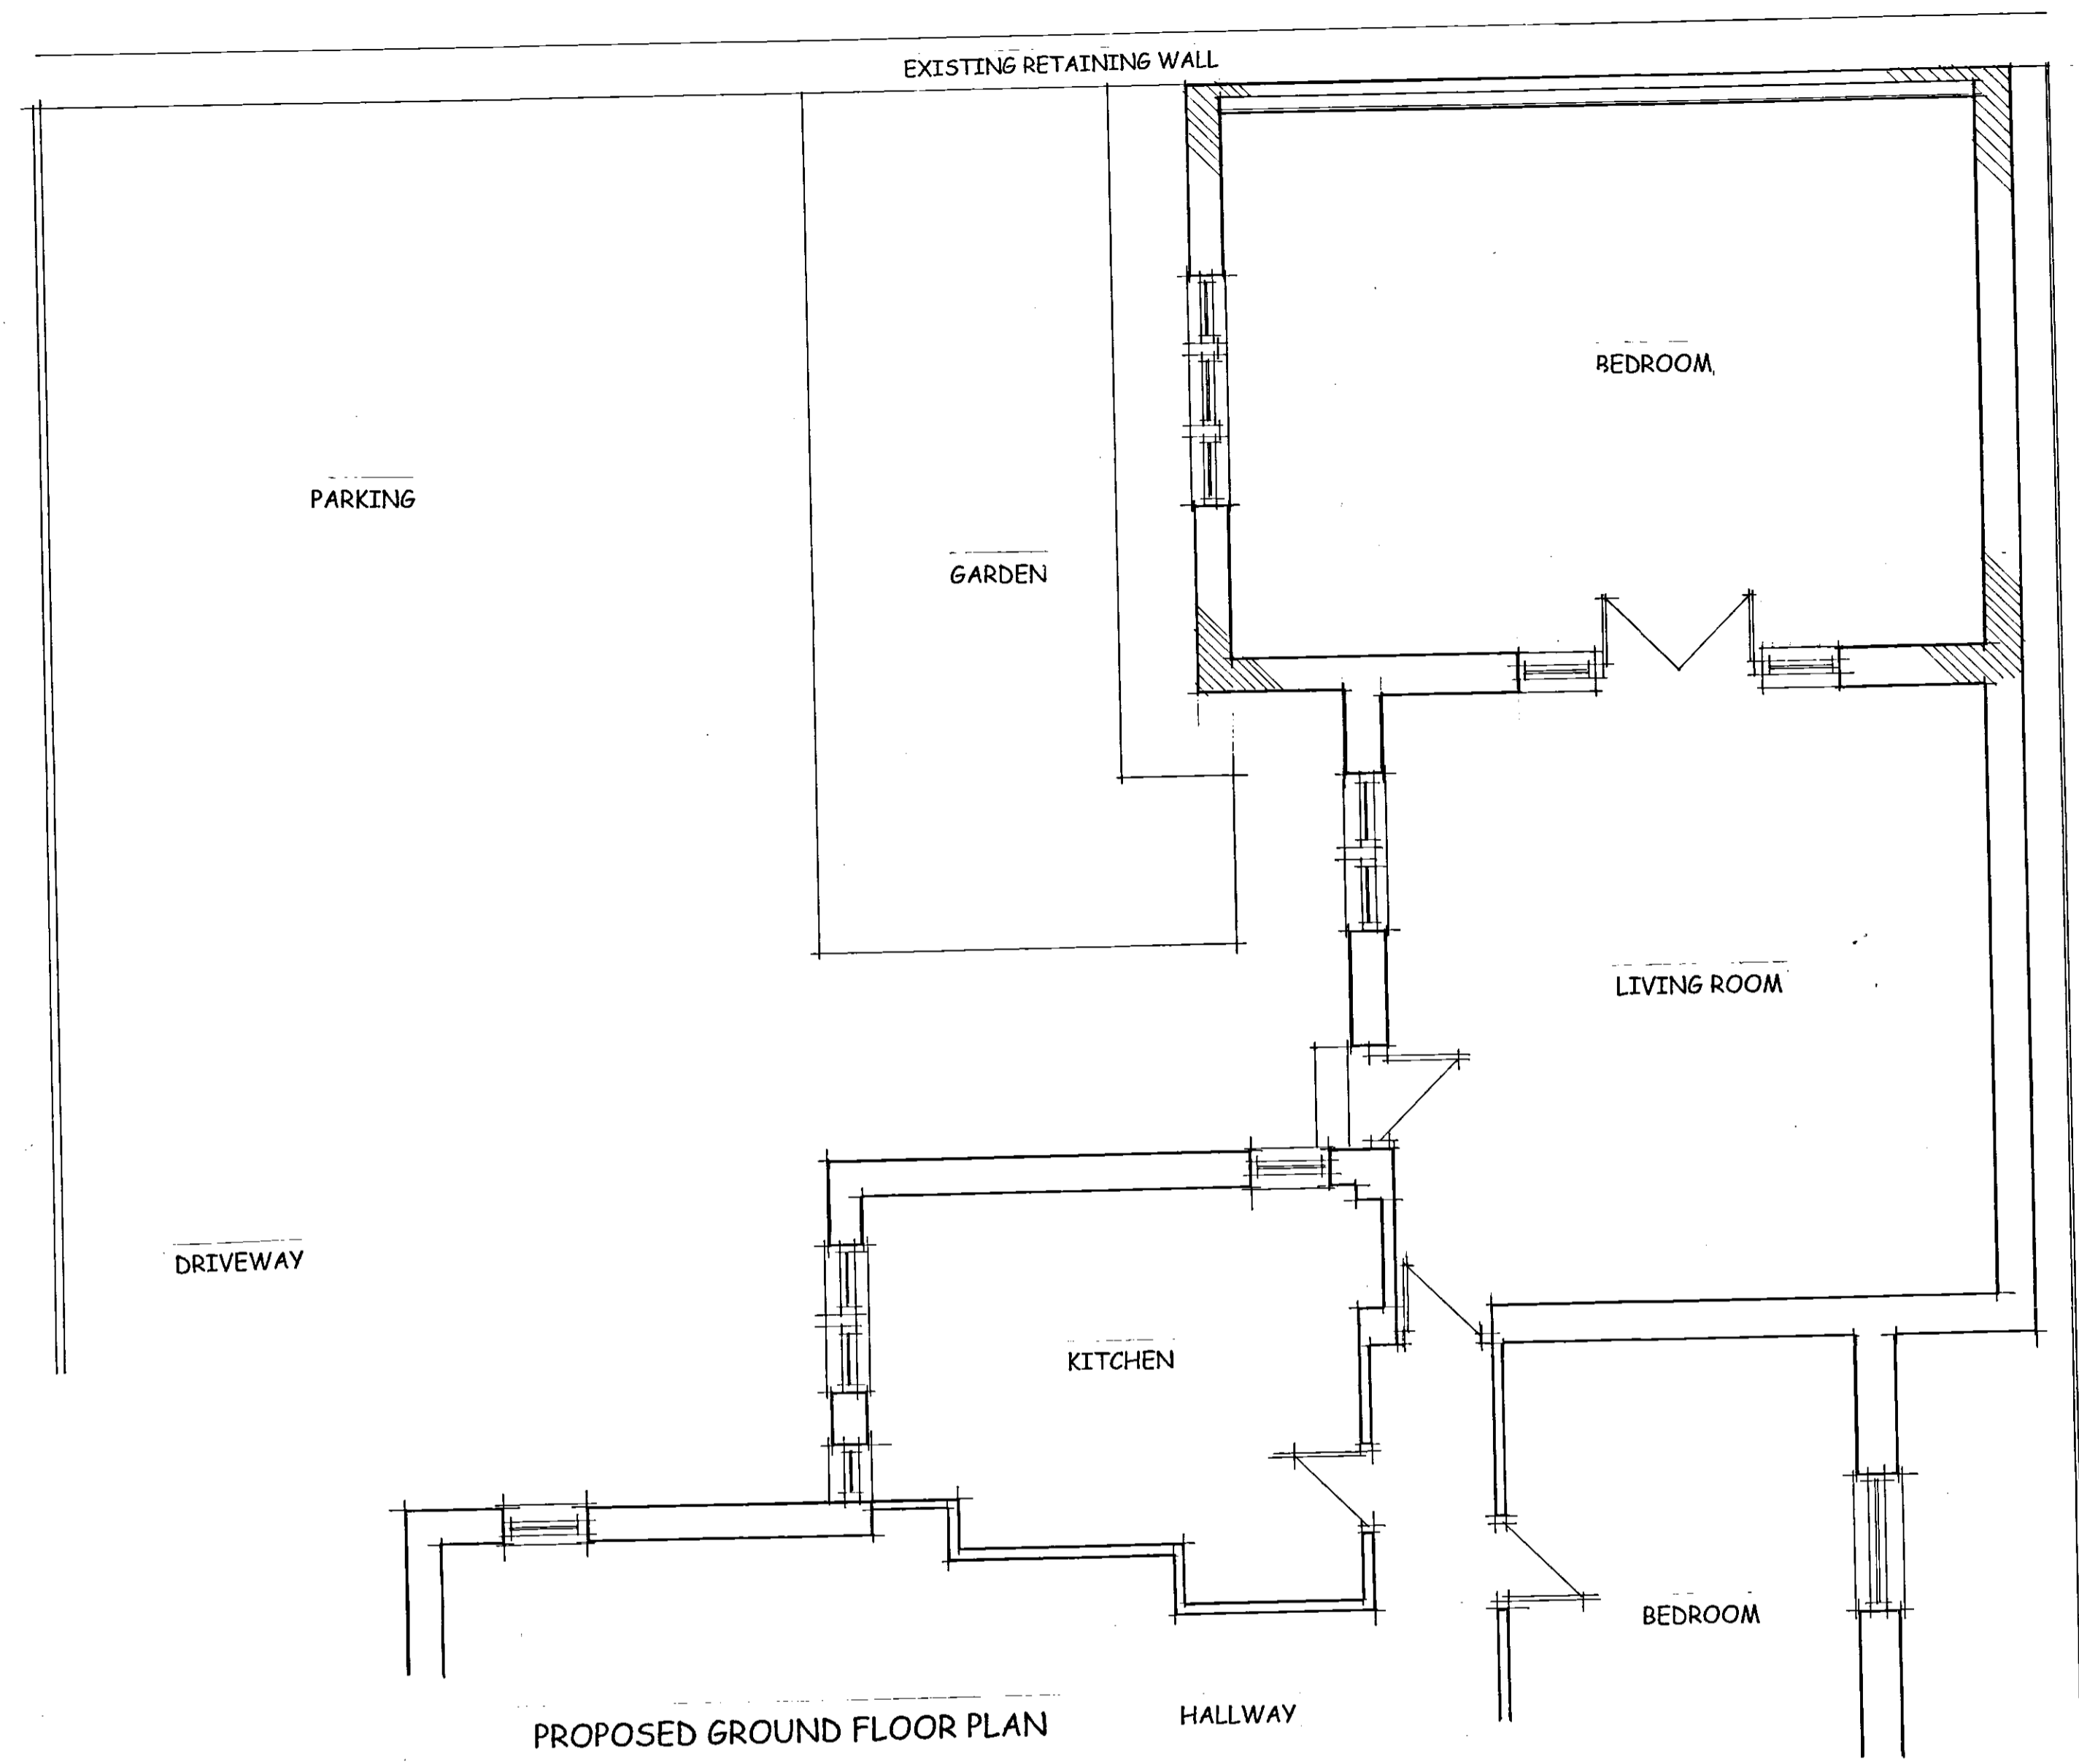 EXISTING RETAINING WALL
BEDROOM
PARKING
GARDEN
LIVING ROOM
DRIVEWAY
KITCHEN
BEDROOM
HALLWAY
PROPOSED GROUND FLOOR PLAN